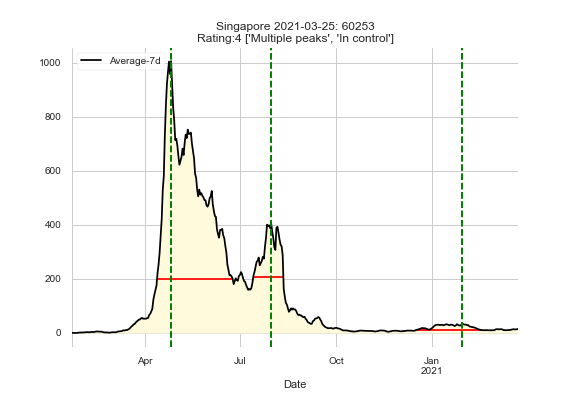 Singapore 2021-03-25: 60253
Rating:4 ['Multiple peaks', 'In control']
Average-7d
1000
800
600
400
200
0
Apr
Jul
Oct
Jan
2021
Date